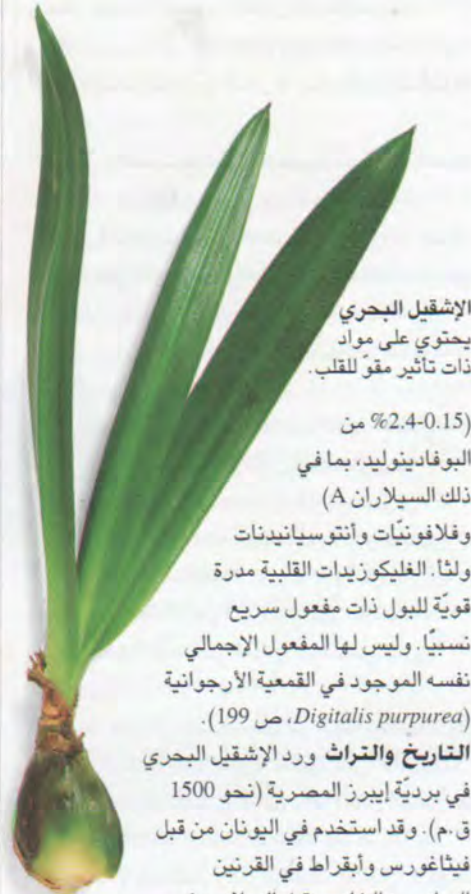 الإشقيل البحري
يحتوي على مواد
ذات تأثير مقوّ للقلب.
(0.15-2.4% من
البوفادينوليد، بما في
ذلك السيلاران A)
وفلافونيّات وأنتوسيانيدنات
ولثأ. الغليكوزيدات القلبية مدرة
قويّة للبول ذات مفعول سريع
نسبيًا. وليس لها المفعول الإجمالي
نفسه الموجود في القمعية الأرجوانية
(Digitalis purpurea، ص 199).
التاريخ والتراث ورد الإشقيل البحري
في برديّة إيبرز المصرية (نحو 1500
ق.م). وقد استخدم في اليونان من قبل
فيثاغورس وأبقراط في القرنين